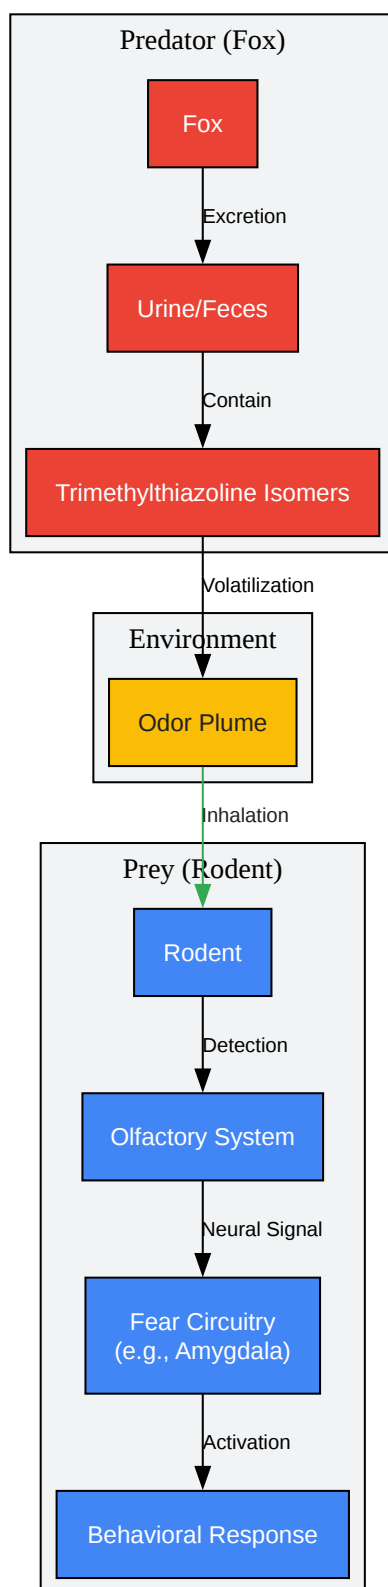 Predator (Fox)
Fox
Excretion
Urine/Feces
Contain
Trimethylthiazoline Isomers
Volatilization
Environment
Odor Plume
Inhalation
Prey (Rodent)
Rodent
Detection
Olfactory System
Neural Signal
Fear Circuitry
(e.g., Amygdala)
Activation
Behavioral Response